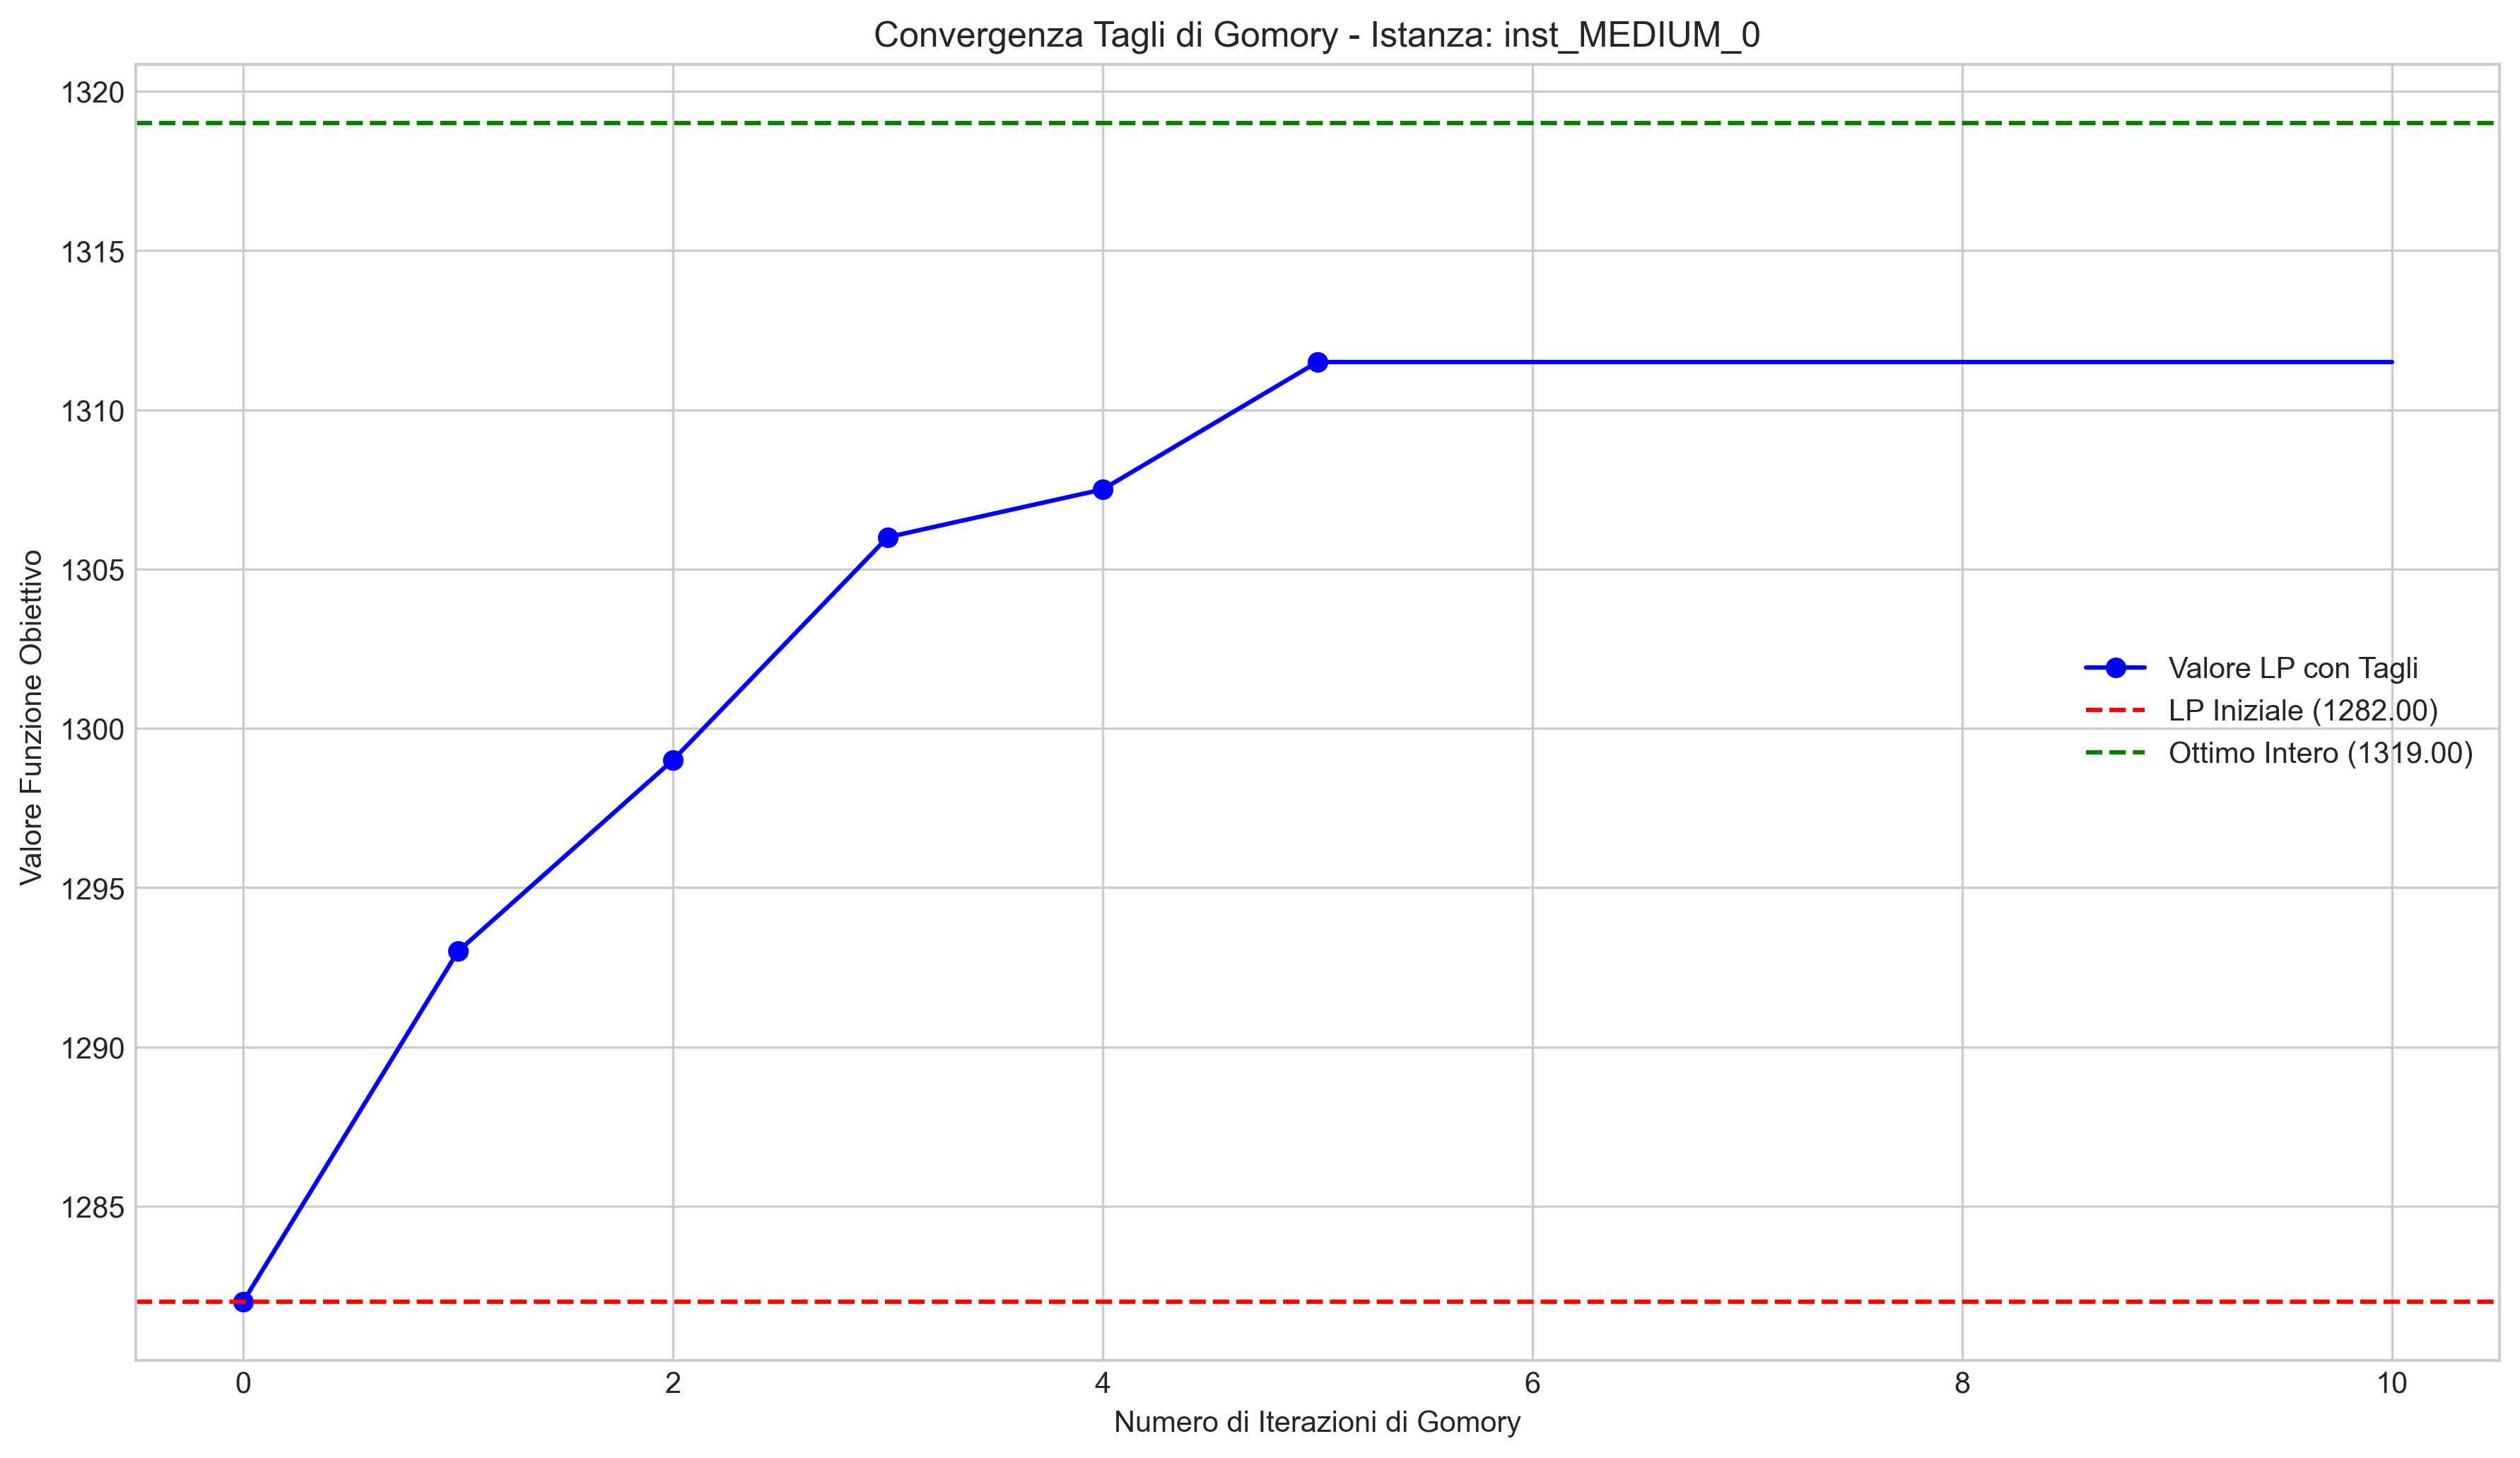 Convergenza Tagli di Gomory - Istanza: inst_MEDIUM_0
Valore Funzione Obiettivo
1320
1315
1310
1305
1300
1295
1290
1285
Valore LP con Tagli
LP Iniziale (1282.00)
Ottimo Intero (1319.00)
0 2 4 6 8 10
Numero di Iterazioni di Gomory